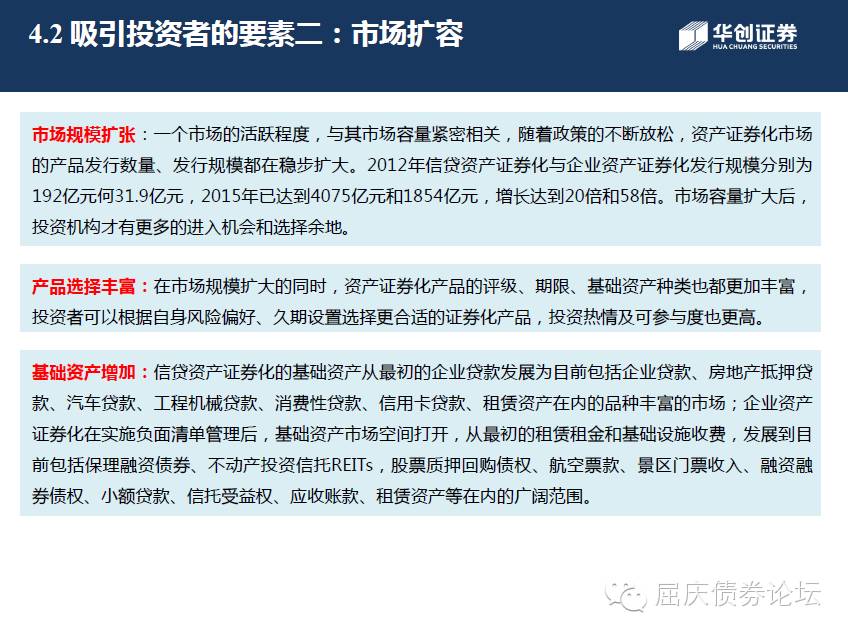 4.2 吸引投资者的要素二：市场扩容
华创证券
HUA CHUANG SECURITIES
市场规模扩张：一个市场的活跃程度，与其市场容量紧密相关，随着政策的不断放松，资产证券化市场
的产品发行数量、发行规模都在稳步扩大。2012年信贷资产证券化与企业资产证券化发行规模分别为
192亿元何31.9亿元，2015年已达到4075亿元和1854亿元，增长达到20倍和58倍。市场容量扩大后，
投资机构才有更多的进入机会和选择余地。
产品选择丰富：在市场规模扩大的同时，资产证券化产品的评级、期限、基础资产种类也都更加丰富，
投资者可以根据自身风险偏好、久期设置选择更合适的证券化产品，投资热情及可参与度也更高。
基础资产增加：信贷资产证券化的基础资产从最初的企业贷款发展为目前包括企业贷款、房地产抵押贷
款、汽车贷款、工程机械贷款、消费性贷款、信用卡贷款、租赁资产在内的品种丰富的市场；企业资产
证券化在实施负面清单管理后，基础资产市场空间打开，从最初的租赁租金和基础设施收费，发展到目
前包括保理融资债券、不动产投资信托REITs，股票质押回购债权、航空票款、景区门票收入、融资融
券债权、小额贷款、信托受益权、应收账款、租赁资产等在内的广阔范围。
屈庆债券论坛